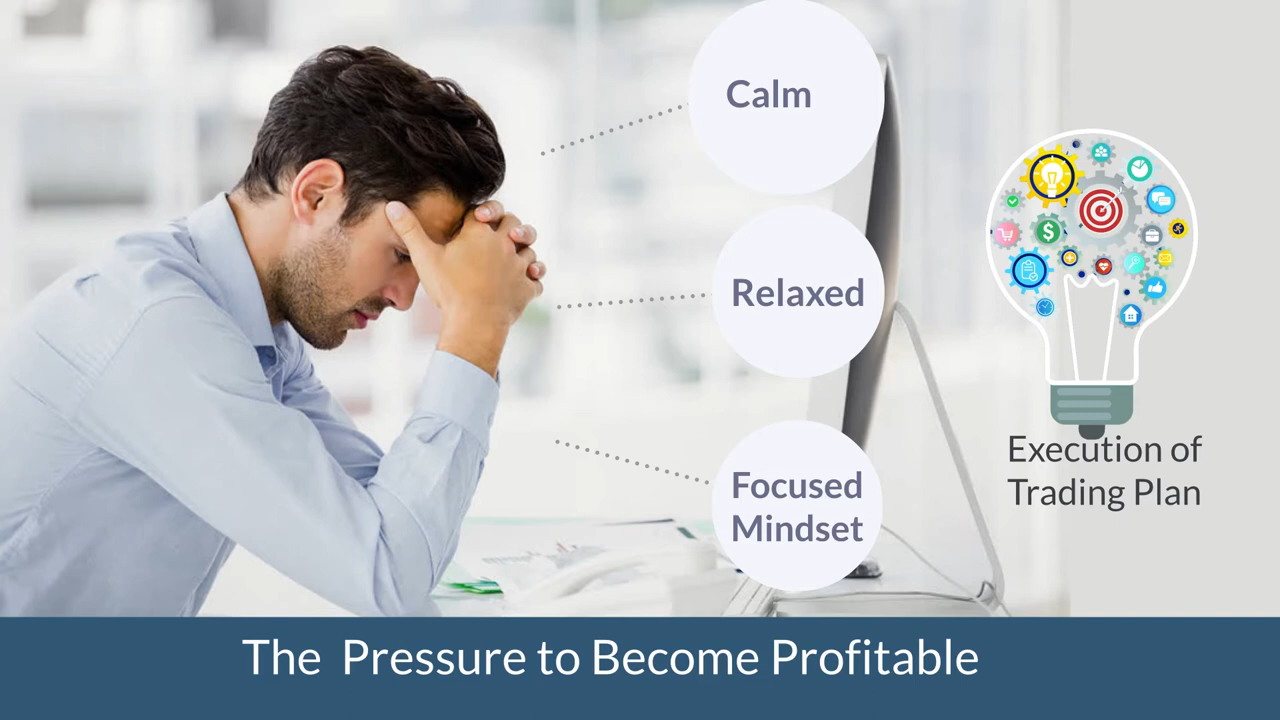 Calm
Relaxed
Focused
Mindset
$
Execution of
Trading Plan
The  Pressure to Become Profitable